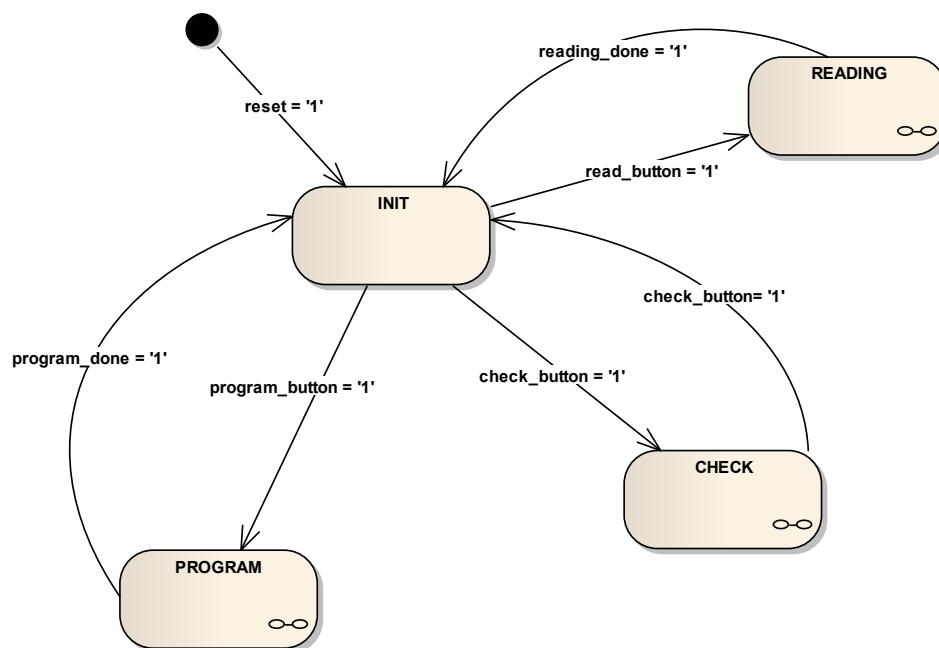 reading_done = '1'
READING
reset = '1'
read_button = '1'
INIT
check_button= '1'
program_done = '1'
program_button = '1'
check_button = '1'
CHECK
PROGRAM